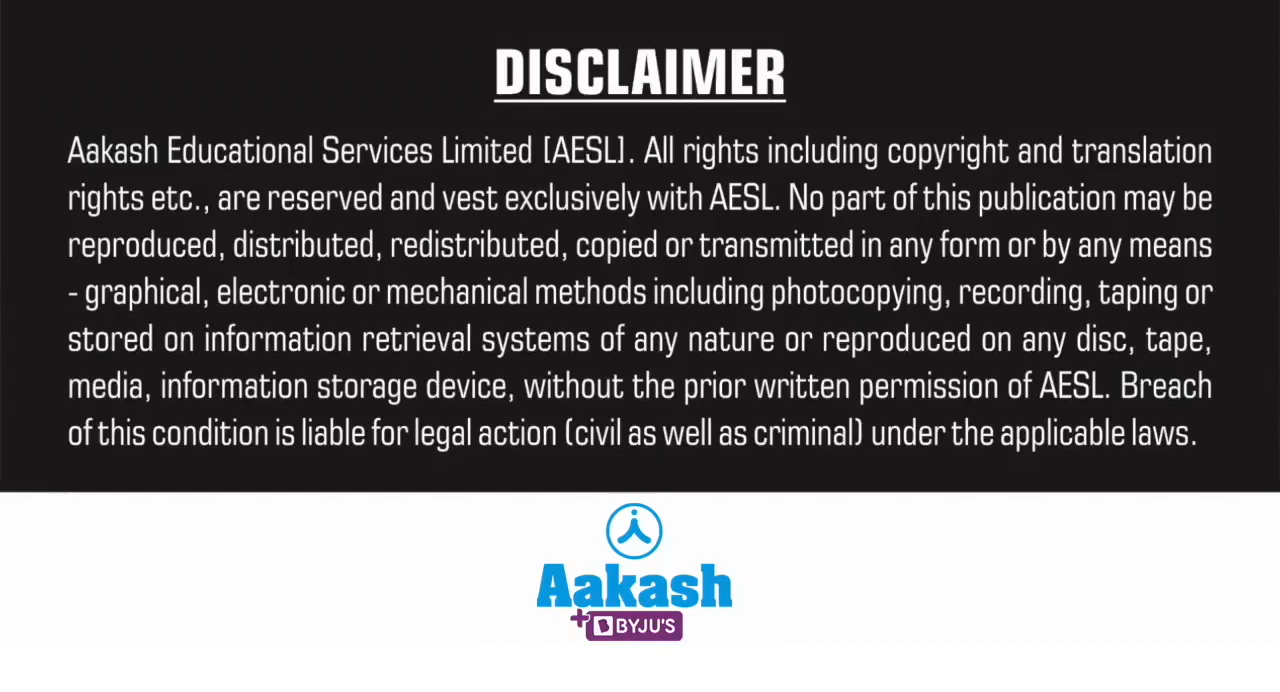 DISCLAIMER
Aakash Educational Services Limited [AESL]. All rights including copyright and translation
rights etc., are reserved and vest exclusively with AESL. No part of this publication may be
reproduced, distributed, redistributed, copied or transmitted in any form or by any means
- graphical, electronic or mechanical methods including photocopying, recording, taping or
stored on information retrieval systems of any nature or reproduced on any disc, tape,
media, information storage device, without the prior written permission of AESL. Breach
of this condition is liable for legal action (civil as well as criminal) under the applicable laws.
Aakash
+ BYJU'S